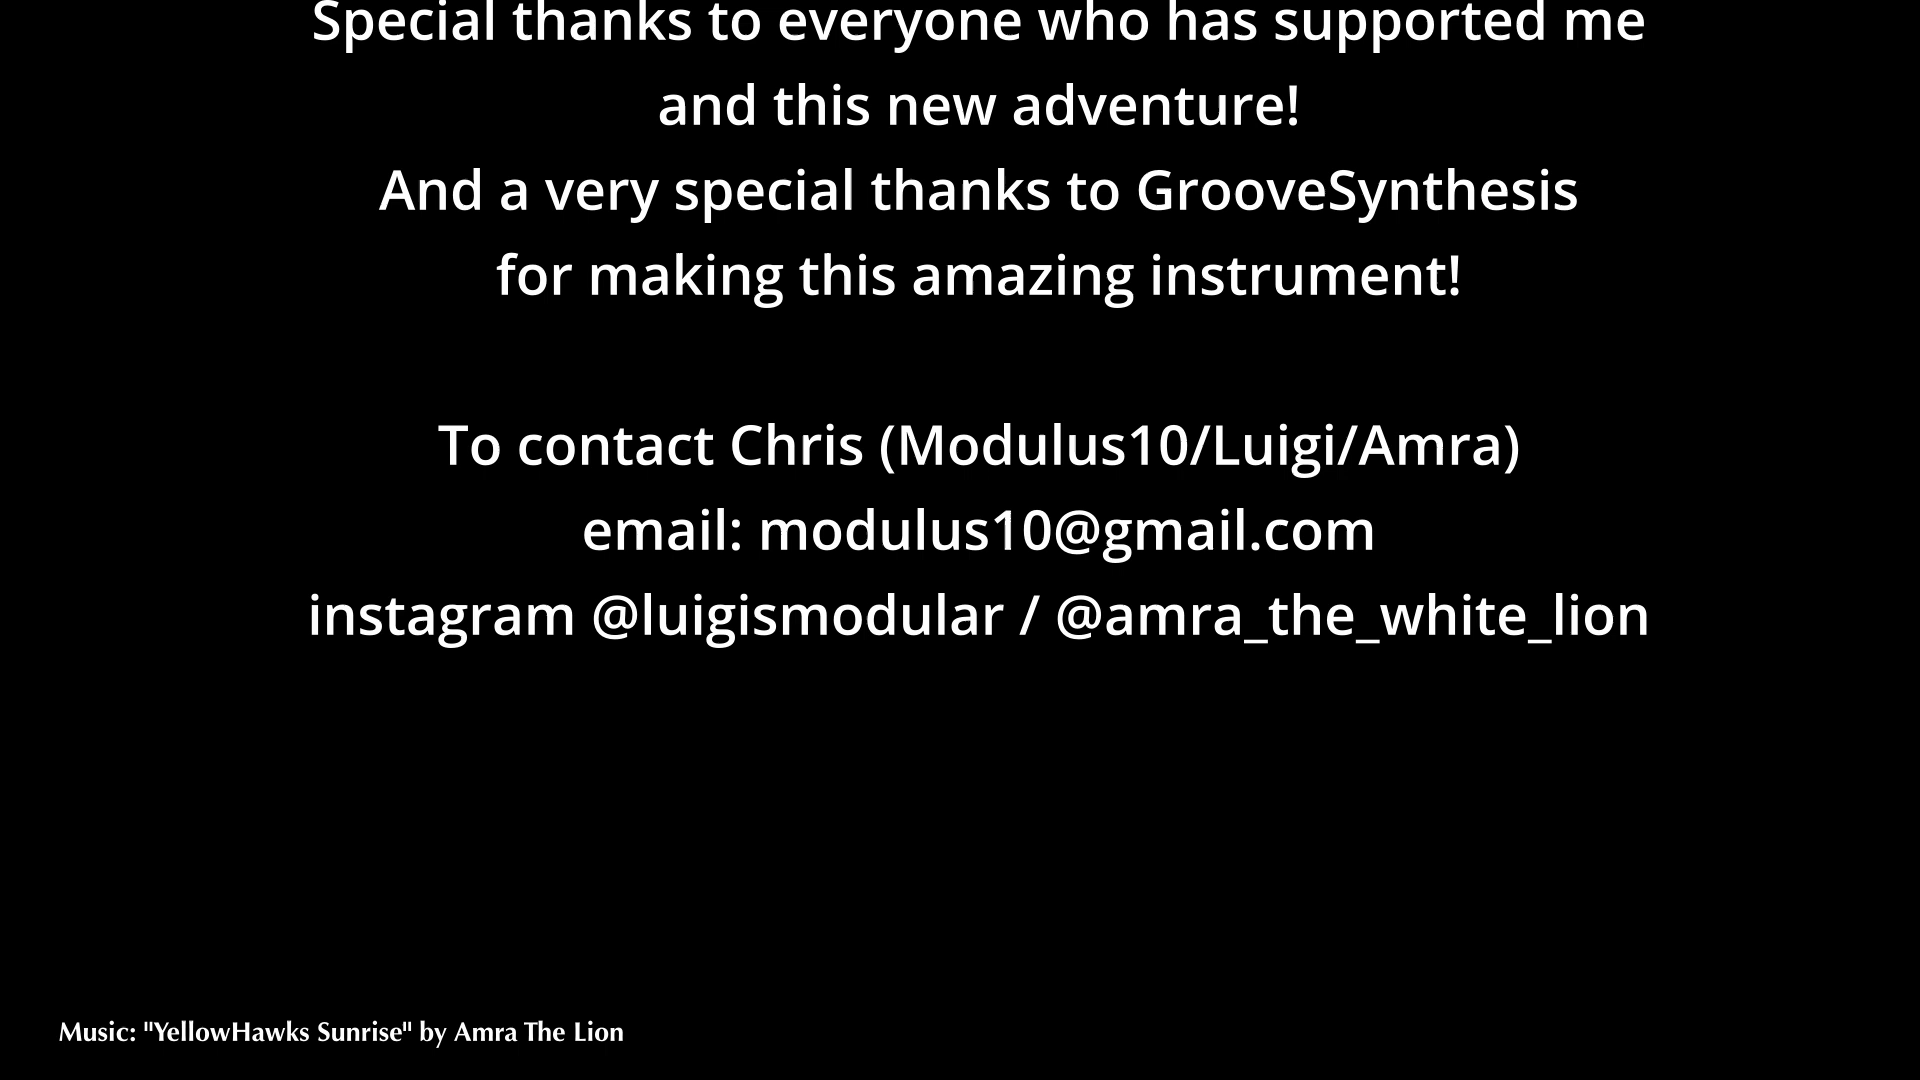 Special thanks to everyone who has supported me
and this new adventure!
And a very special thanks to GrooveSynthesis
for making this amazing instrument!
To contact Chris (Modulus10/Luigi/Amra)
email: modulus10@gmail.com
instagram @luigismodular / @amra_the_white_lion
Music: "YellowHawks Sunrise" by Amra The Lion